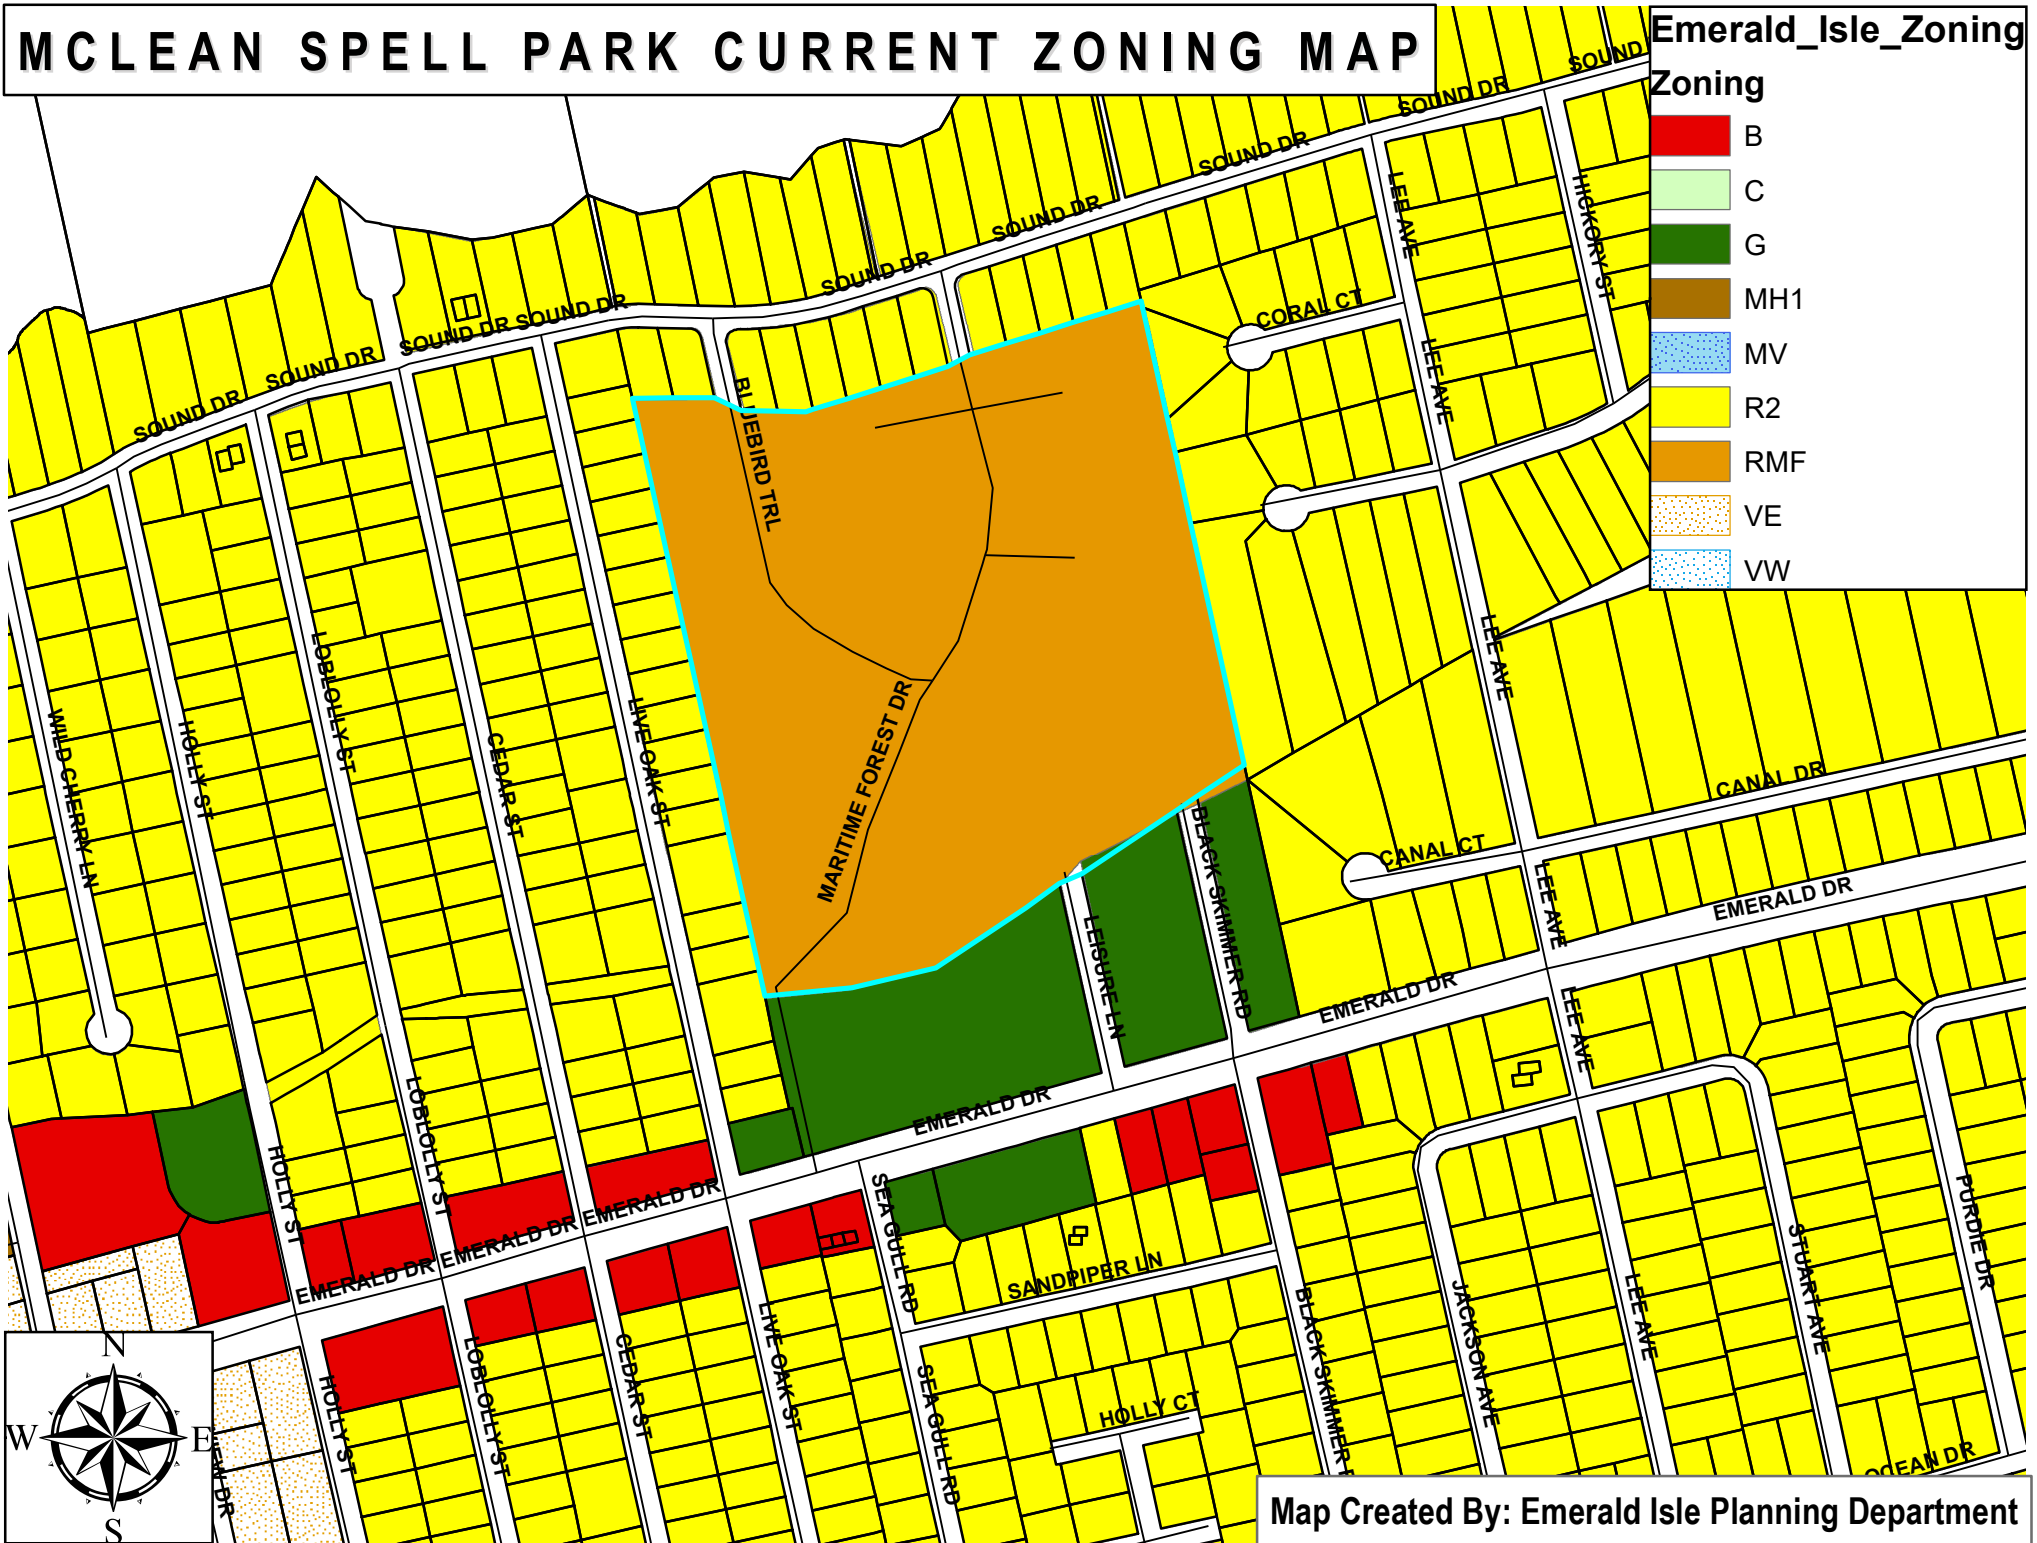 MCLEAN SPELL PARK CURRENT ZONING MAP
Emerald_Isle_Zoning
Zoning
B
C
G
MH1
MV
R2
RMF
VE
VW
SOUND
SOUND DR
SOUND DR
SOUND DR
SOUND DR
SOUND DR
SOUND DR
SOUND DR
SOUND DR
LEE AVE
HICKORY ST
CORAL CT
LEE AVE
BLUEBIRD TRL
LEE AVE
WILD CHERRY LN
HOLLY ST
LOBLOLLY ST
CEDAR ST
LIVE OAK ST
MARITIME FOREST DR
BLACK SKIMMER RD
LEISURE LN
CANAL DR
CANAL CT
EMERALD DR
LEE AVE
EMERALD DR
LEE AVE
EMERALD DR
HOLLY ST
LOBLOLLY ST
EMERALD DR
EMERALD DR
EMERALD DR
SEA GULL RD
SANDPIPER LN
PURDIE DR
STUART AVE
LEE AVE
JACKSON AVE
BLACK SKIMMER
HOLLY ST
LOBLOLLY ST
CEDAR ST
LIVE OAK ST
SEA GULL RD
HOLLY CT
OCEAN DR
DR
N
W
E
S
Map Created By: Emerald Isle Planning Department